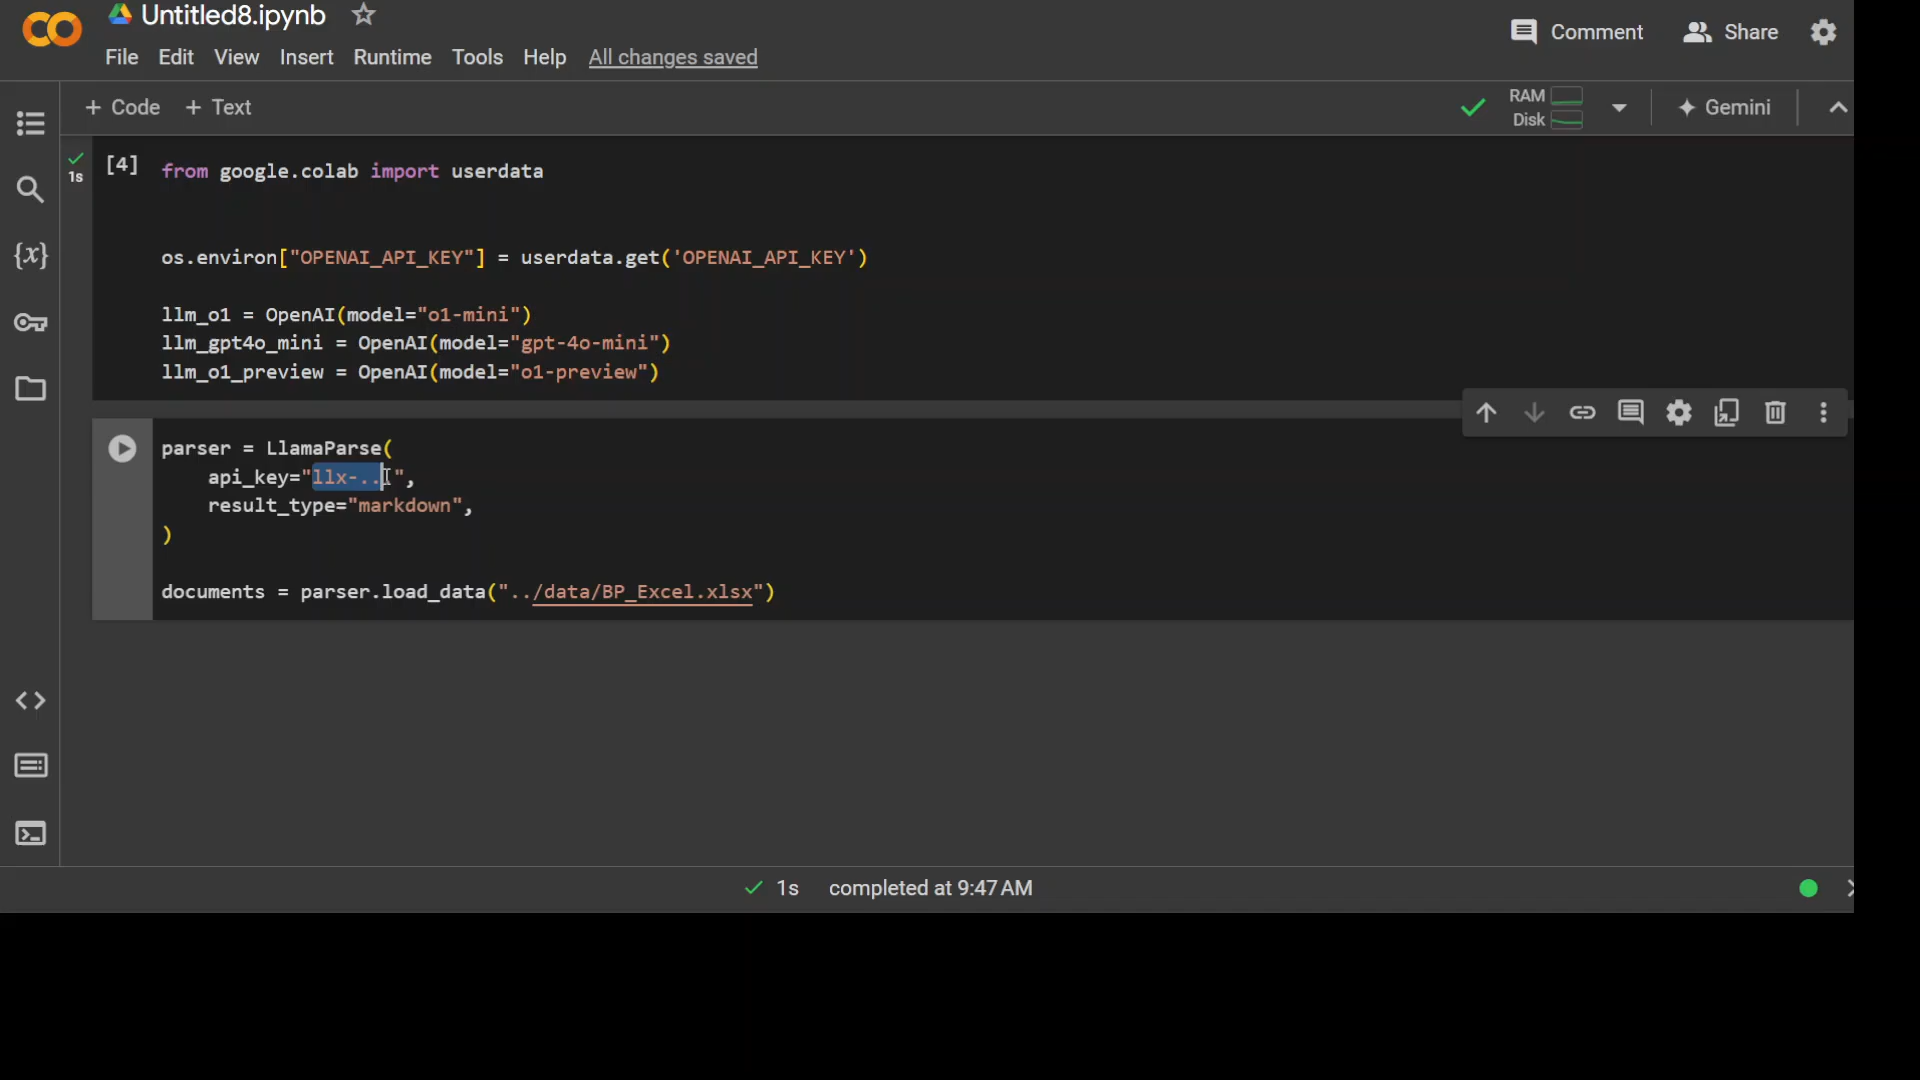 Untitled8.ipynb
Comment
Share
File Edit View Insert Runtime Tools Help All changes saved
+ Code + Text
RAM
Disk
Gemini
1s
[4]
from google.colab import userdata
os.environ["OPENAI_API_KEY"] = userdata.get('OPENAI_API_KEY')
llm_o1 = OpenAI(model="o1-mini")
llm_gpt4o_mini = OpenAI(model="gpt-4o-mini")
llm_o1_preview = OpenAI(model="o1-preview")
parser = LlamaParse(
api_key="llx-...",
result_type="markdown",
)
documents = parser.load_data("../data/BP_Excel.xlsx")
1s completed at 9:47 AM